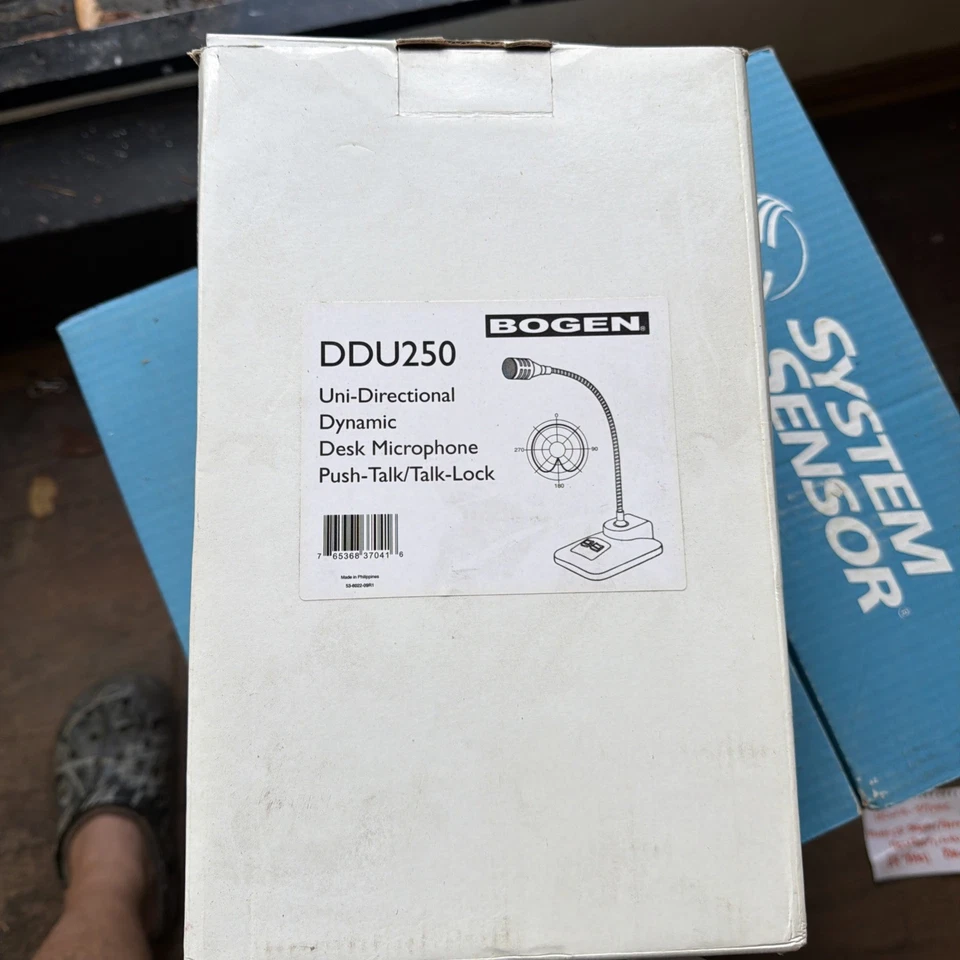 BOGEN®
DDU250
Uni-Directional
Dynamic
Desk Microphone
Push-Talk/Talk-Lock
0
270
90
180
7 65368 37041 6
Made in Philippines
SYSTEM
SENSOR®